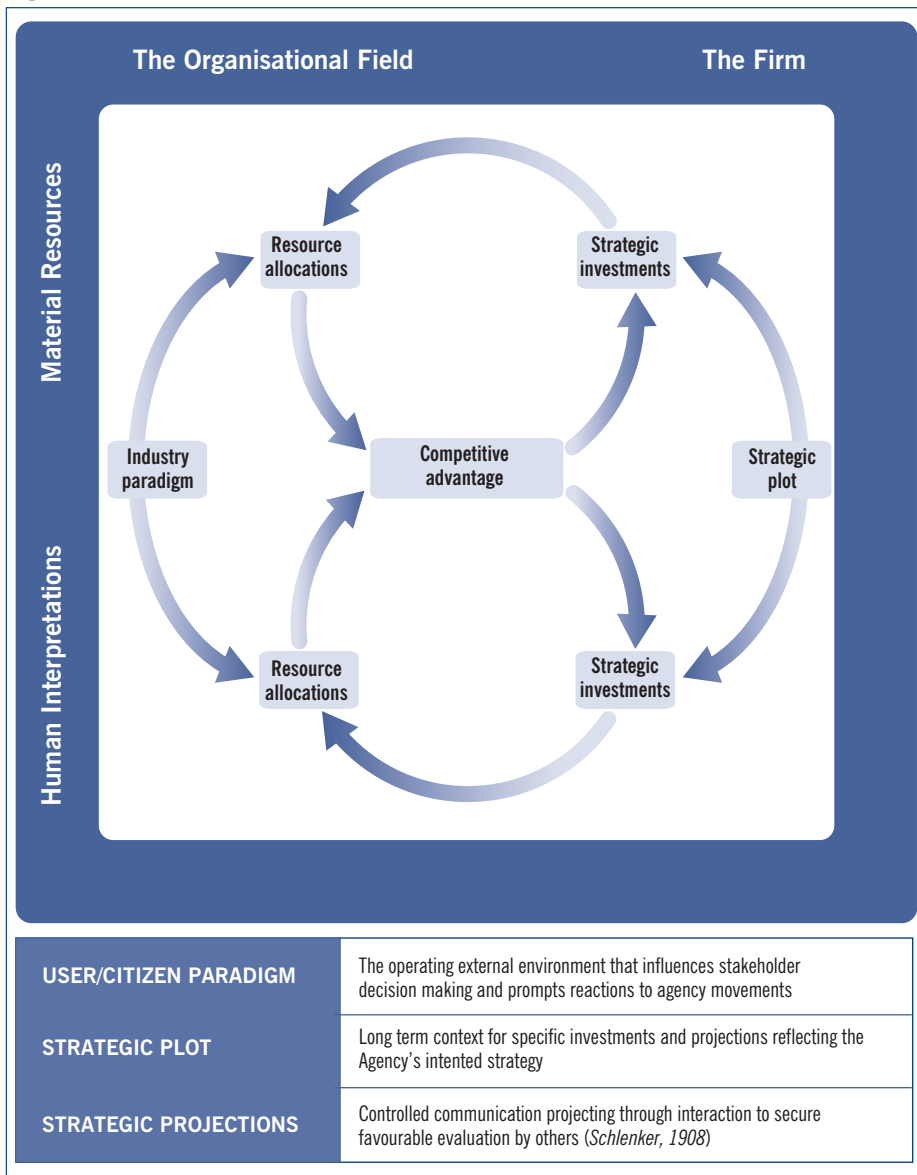 The Organisational Field
The Firm
Material Resources
Human Interpretations
Resource
allocations
Strategic
investments
Industry
paradigm
Competitive
advantage
Strategic
plot
Resource
allocations
Strategic
investments
USER/CITIZEN PARADIGM
The operating external environment that influences stakeholder
decision making and prompts reactions to agency movements
STRATEGIC PLOT
Long term context for specific investments and projections reflecting the
Agency's intented strategy
STRATEGIC PROJECTIONS
Controlled communication projecting through interaction to secure
favourable evaluation by others (Schlenker, 1908)